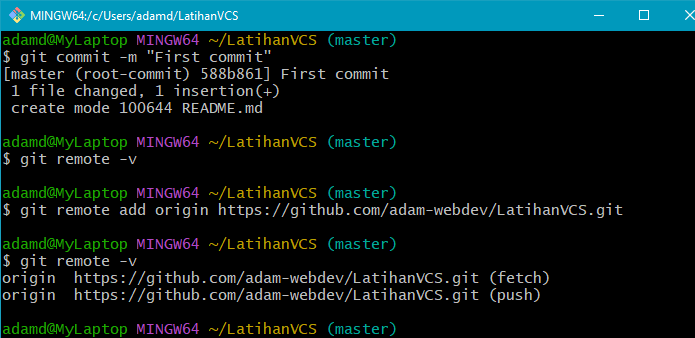 MINGW64:/c/Users/adamd/LatihanVCS
adamd@MyLaptop MINGW64 ~/LatihanVCS (master)
$ git commit -m "First commit"
[master (root-commit) 588b861] First commit
 1 file changed, 1 insertion(+)
 create mode 100644 README.md
adamd@MyLaptop MINGW64 ~/LatihanVCS (master)
$ git remote -v
adamd@MyLaptop MINGW64 ~/LatihanVCS (master)
$ git remote add origin https://github.com/adam-webdev/LatihanVCS.git
adamd@MyLaptop MINGW64 ~/LatihanVCS (master)
$ git remote -v
origin  https://github.com/adam-webdev/LatihanVCS.git (fetch)
origin  https://github.com/adam-webdev/LatihanVCS.git (push)
adamd@MyLaptop MINGW64 ~/LatihanVCS (master)